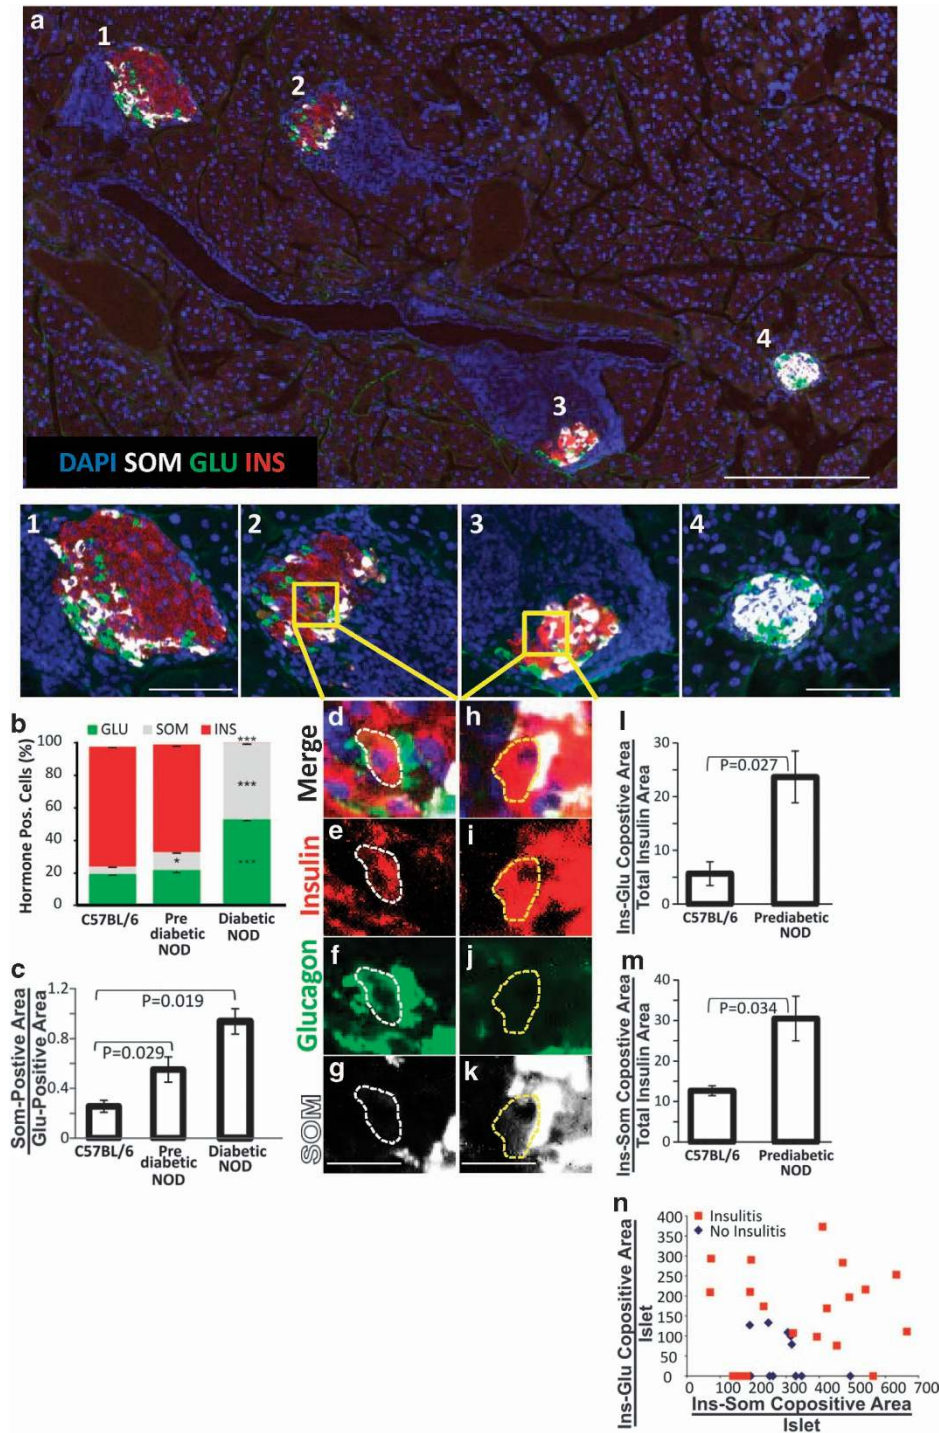 a
1
2
3
4
DAPI SOM GLU INS
1
2
3
4
b
GLU SOM INS
Hormone Pos. Cells (%)
100
80
60
40
20
0
***
***
***
*
C57BL/6
Pre diabetic NOD
Diabetic NOD
c
Som-Postive Area
Glu-Positive Area
1.2
0.8
0.4
0
P=0.019
P=0.029
C57BL/6
Pre diabetic NOD
Diabetic NOD
Merge
d
h
Insulin
e
i
Glucagon
f
j
SOM
g
k
l
Ins-Glu Copostive Area
Total Insulin Area
30
20
10
0
P=0.027
C57BL/6
Prediabetic NOD
m
Ins-Som Copostive Area
Total Insulin Area
40
30
20
10
0
P=0.034
C57BL/6
Prediabetic NOD
n
Ins-Glu Copositive Area
Islet
400
350
300
250
200
150
100
50
0
Insulitis
No Insulitis
0 100 200 300 400 500 600 700
Ins-Som Copositive Area
Islet